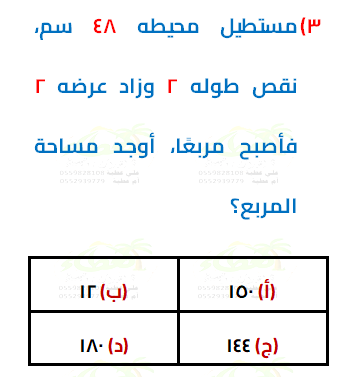 ٣) مستطيل محيطه ٤٨ سم،
نقص طوله ٢ وزاد عرضه ٢
فأصبح مربعًا، أوجد مساحة
المربع؟
(أ) ١٥٠
(ب) ١٢
(ج) ١٤٤
(د) ١٨٠